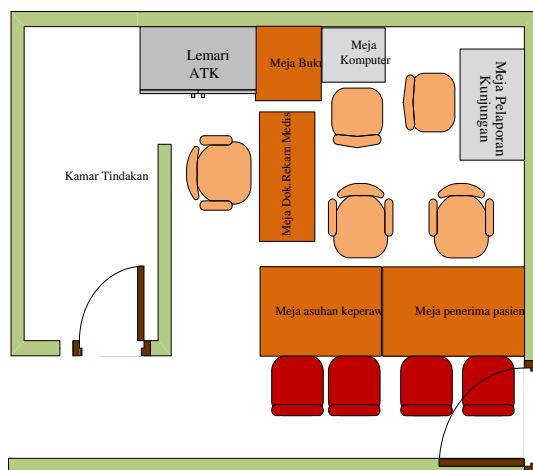 Lemari
ATK
Meja Buku
Meja
Komputer
Meja Pelaporan
Kunjungan
Meja Dok.Rekam Medis
Kamar Tindakan
Meja asuhan keperaw
Meja penerima pasien